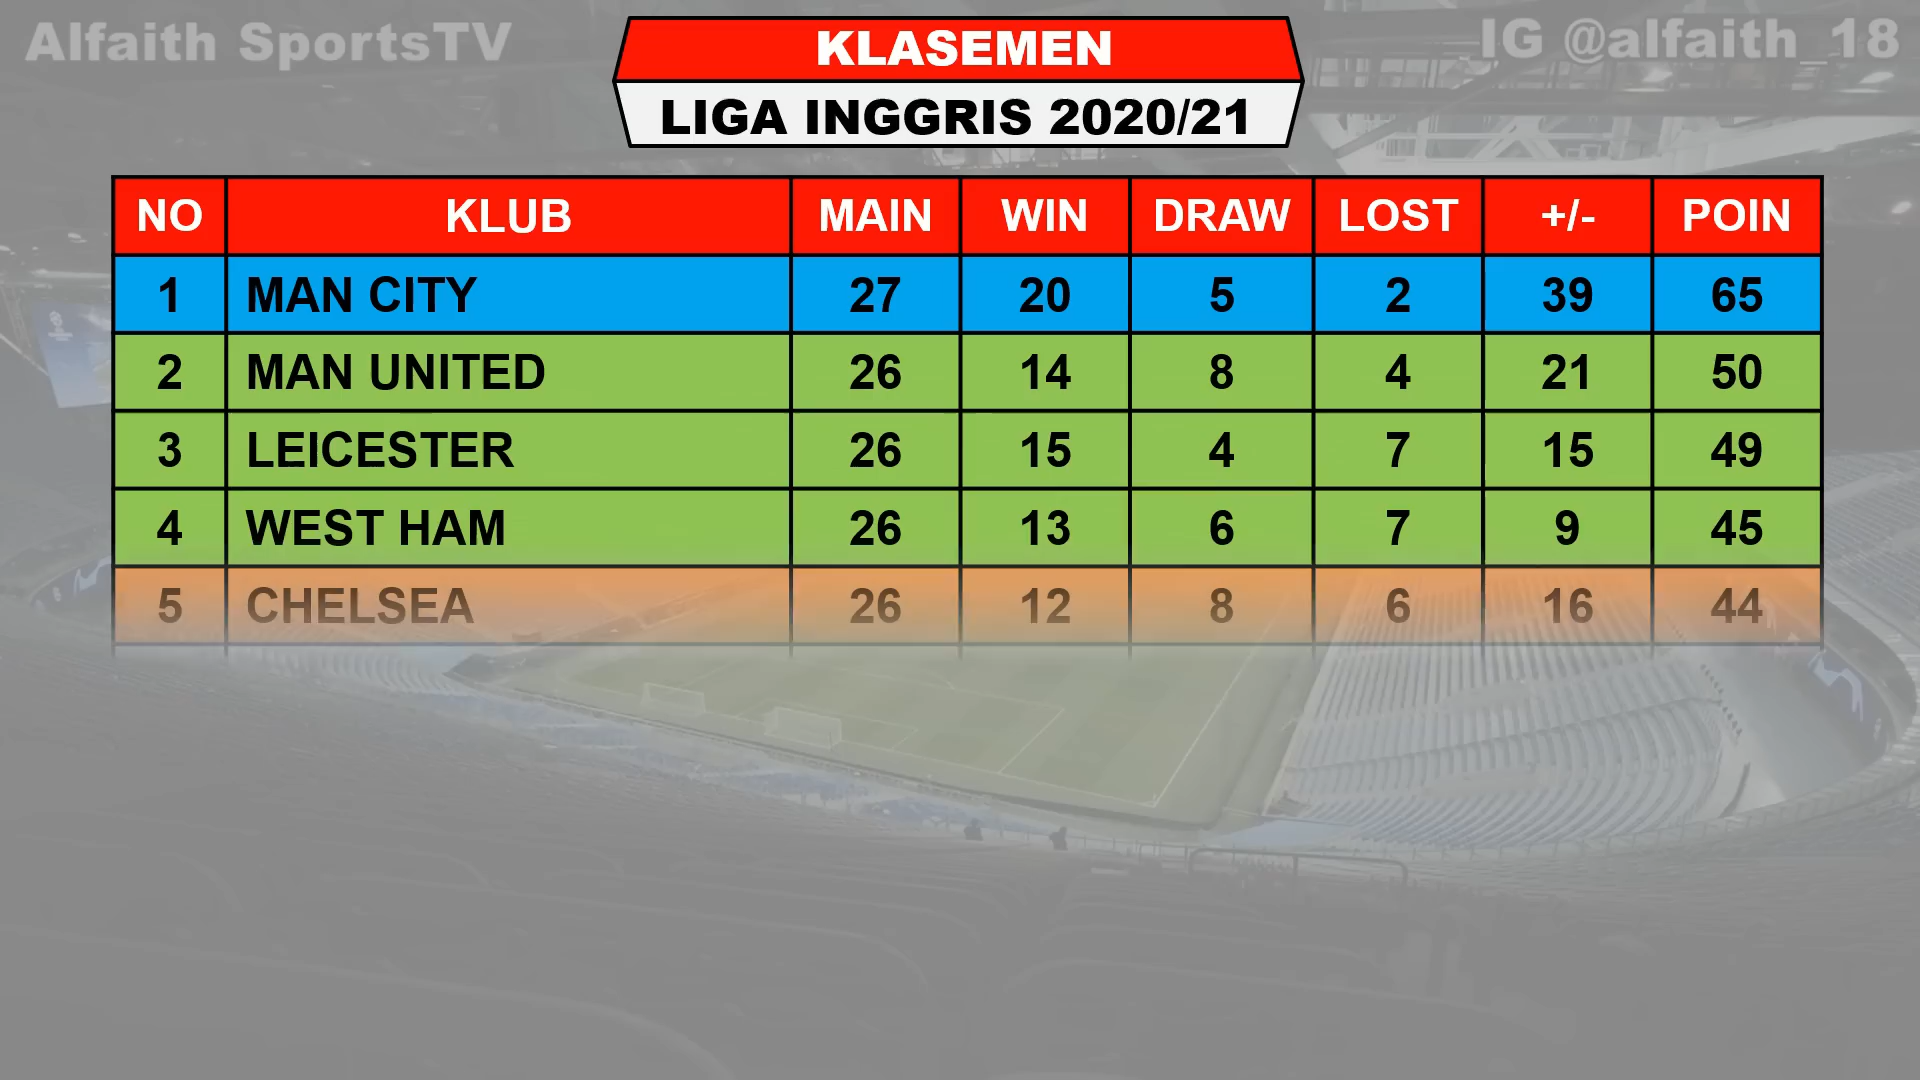 Alfaith SportsTV
IG @alfaith_18
KLASEMEN
LIGA INGGRIS 2020/21
NO KLUB MAIN WIN DRAW LOST +/- POIN
1 MAN CITY 27 20 5 2 39 65
2 MAN UNITED 26 14 8 4 21 50
3 LEICESTER 26 15 4 7 15 49
4 WEST HAM 26 13 6 7 9 45
5 CHELSEA 26 12 8 6 16 44